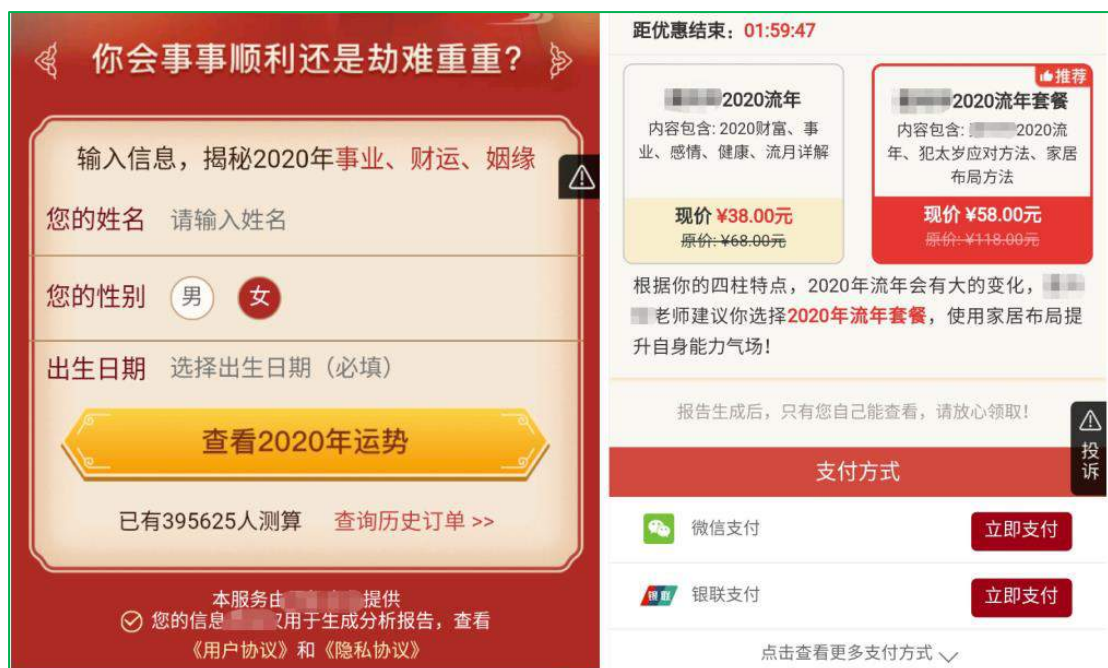 你会事事顺利还是劫难重重?
输入信息，揭秘2020年事业、财运、姻缘
您的姓名 请输入姓名
您的性别 男 女
出生日期 选择出生日期（必填）
查看2020年运势
已有395625人测算 查询历史订单 >>
本服务由 提供
您的信息 用于生成分析报告，查看
《用户协议》和《隐私协议》
距优惠结束：01:59:47
2020流年
内容包含: 2020财富、事
业、感情、健康、流月详解
现价 ¥38.00元
原价: ¥68.00元
推荐
2020流年套餐
内容包含: 2020流
年、犯太岁应对方法、家居
布局方法
现价 ¥58.00元
原价: ¥118.00元
根据你的四柱特点，2020年流年会有大的变化，
老师建议你选择2020年流年套餐，使用家居布局提
升自身能力气场！
报告生成后，只有您自己能查看，请放心领取！
投诉
支付方式
微信支付 立即支付
银联 银联支付 立即支付
点击查看更多支付方式